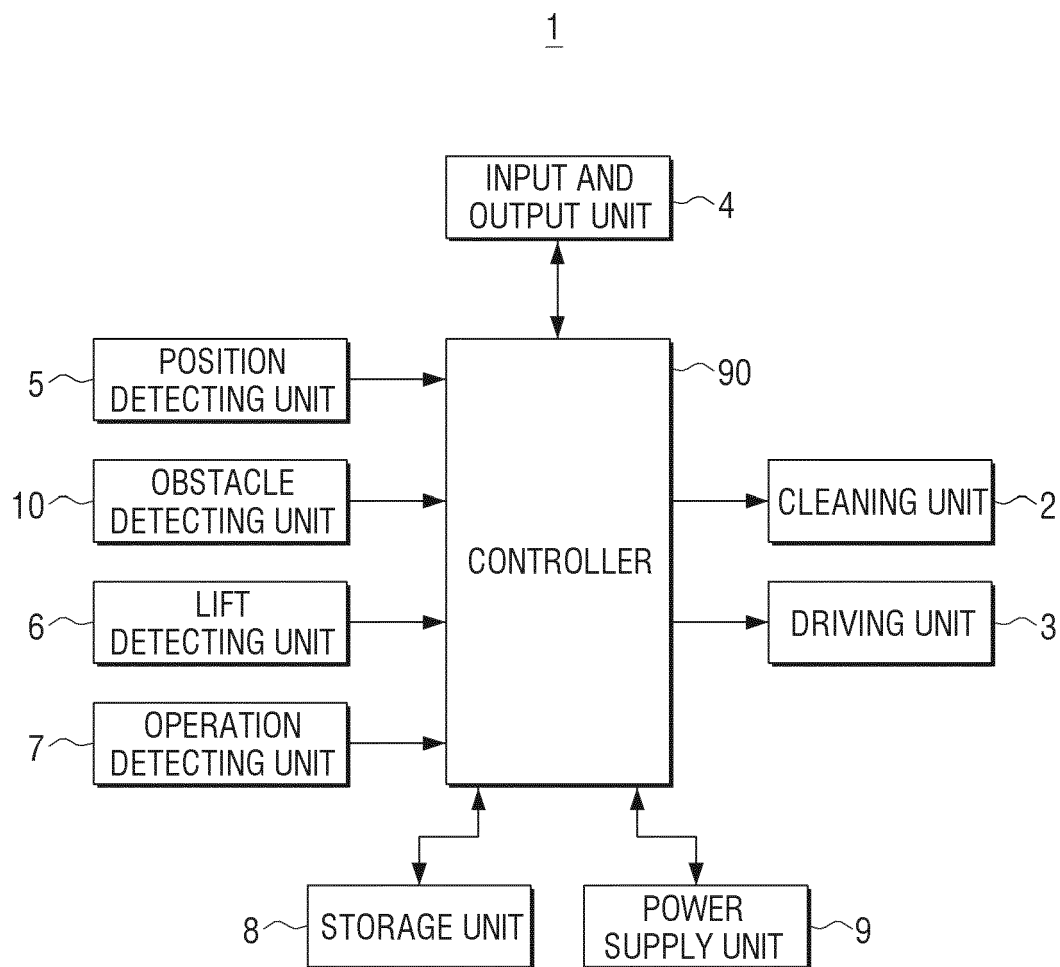 1
INPUT AND
OUTPUT UNIT
4
POSITION
DETECTING UNIT
5
90
OBSTACLE
DETECTING UNIT
10
CONTROLLER
CLEANING UNIT
2
LIFT
DETECTING UNIT
6
DRIVING UNIT
3
OPERATION
DETECTING UNIT
7
STORAGE UNIT
8
POWER
SUPPLY UNIT
9